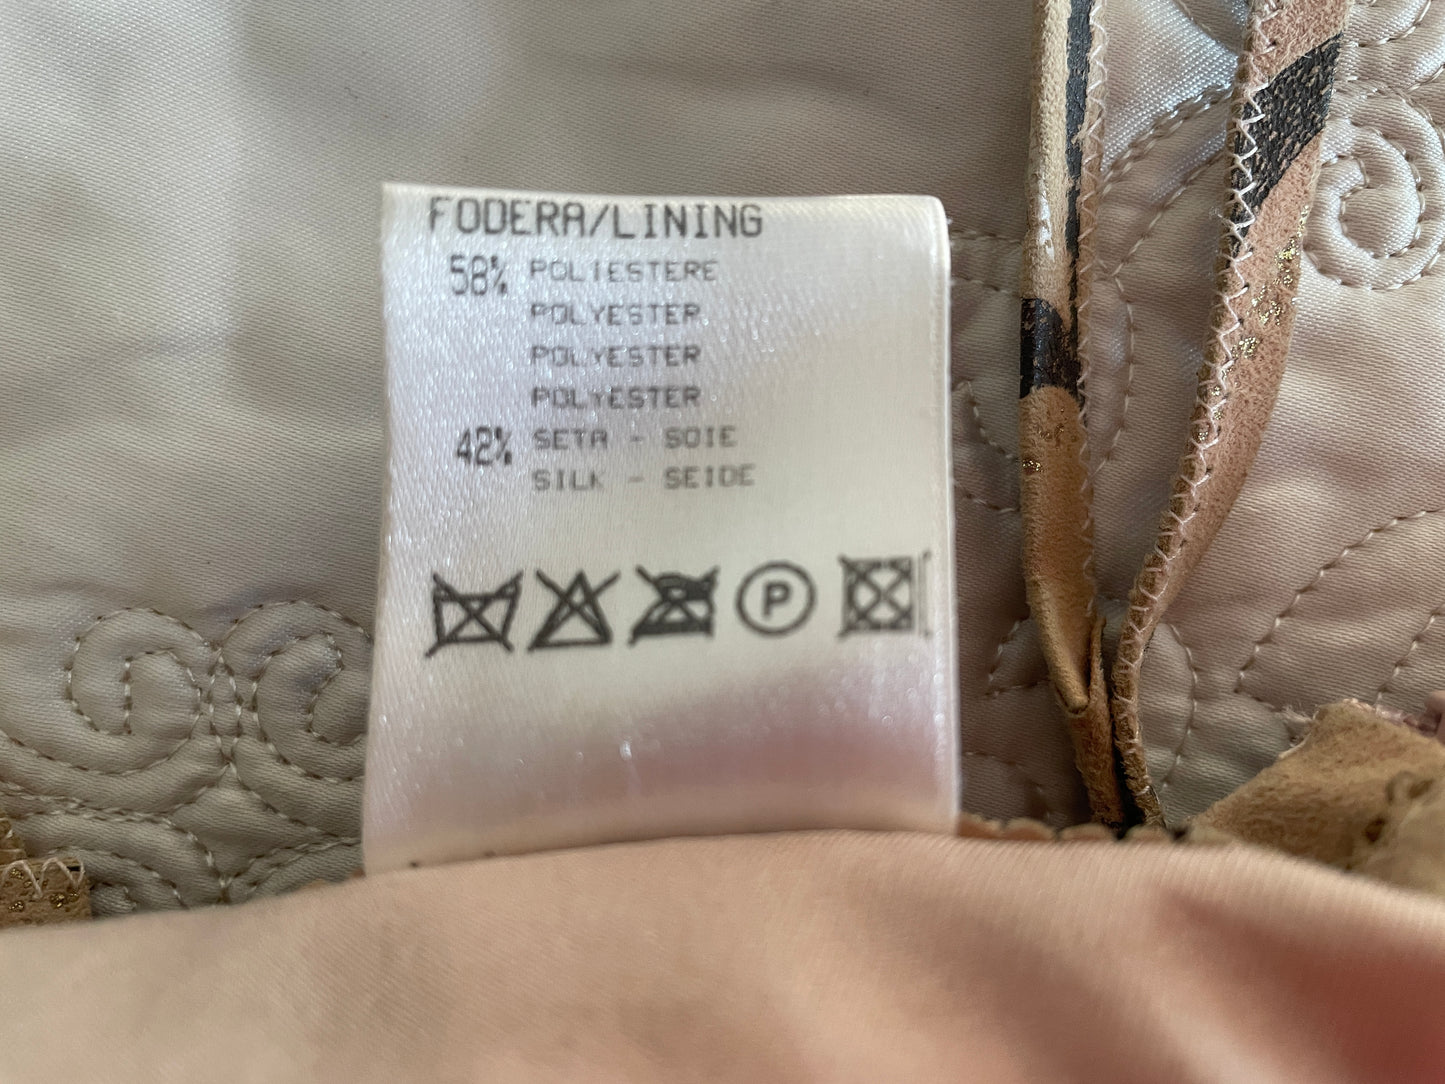 FODERA/LINING
58% POLIESTERE
POLYESTER
POLYESTER
POLYESTER
42% SETA - SOIE
SILK - SEIDE
P